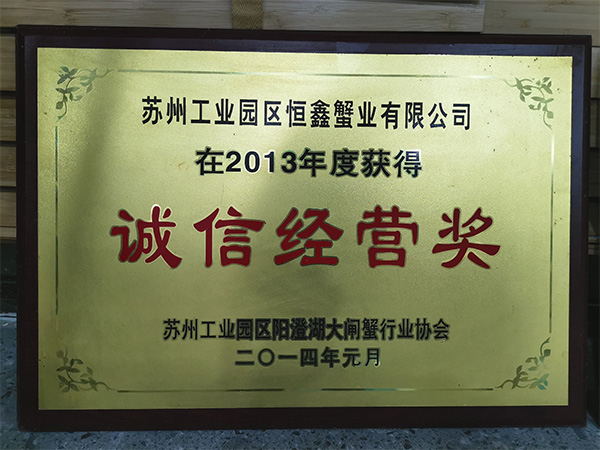 苏州工业园区恒鑫蟹业有限公司
在2013年度获得
诚信经营奖
苏州工业园区阳澄湖大闸蟹行业协会
二〇一四年元月